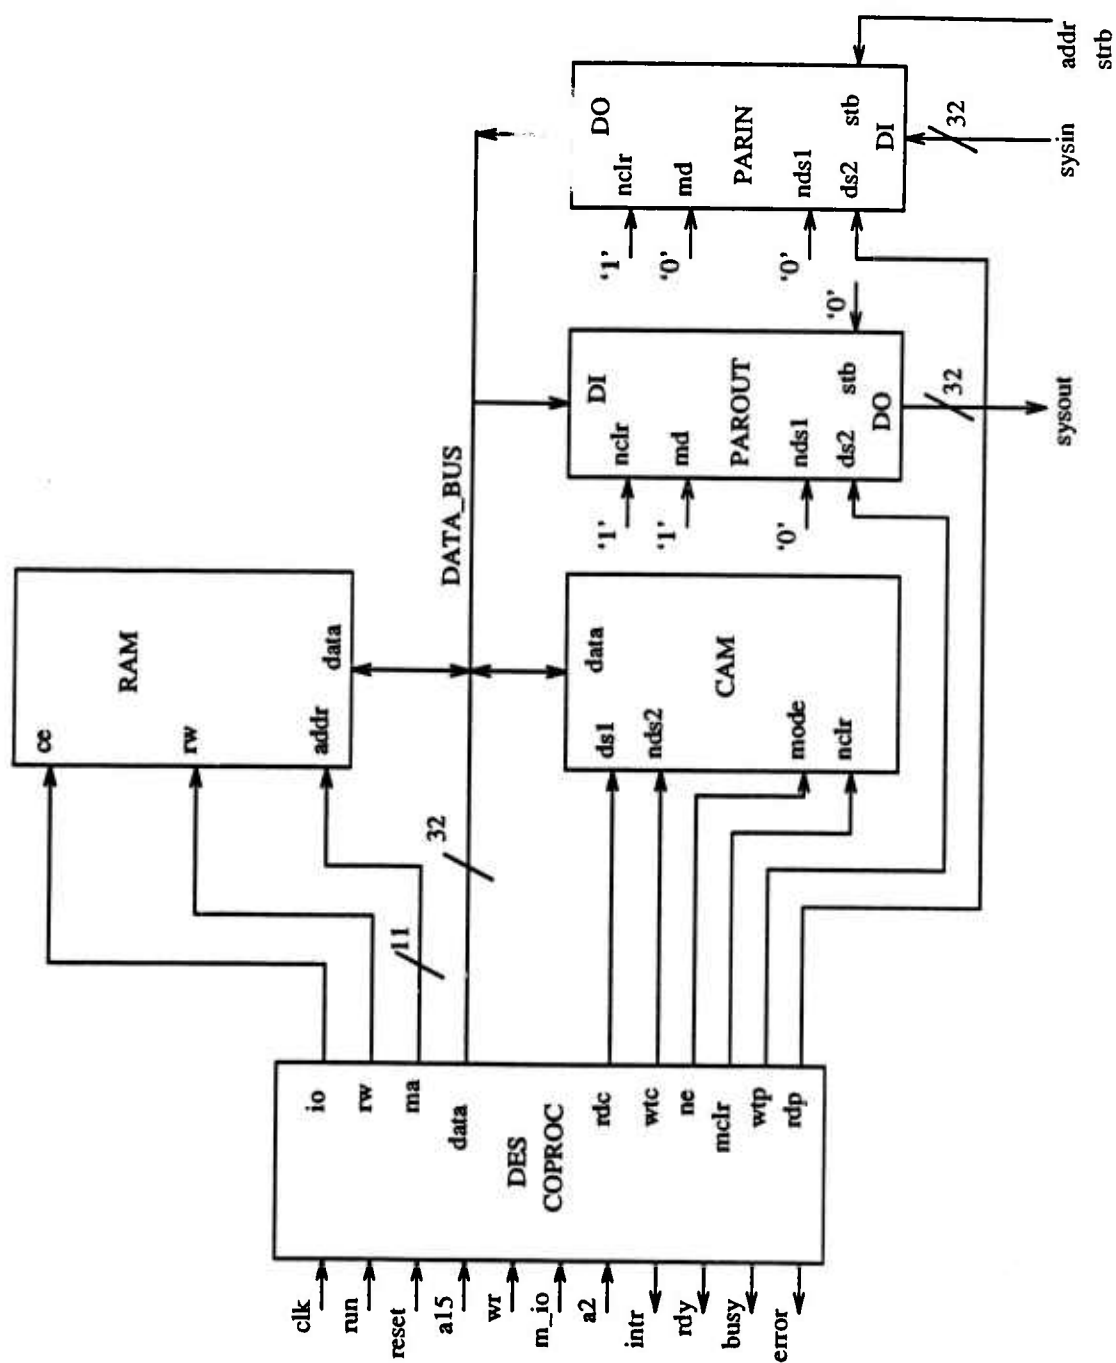 clk
run
reset
a15
wr
m_io
a2
intr
rdy
busy
error
DES
COPROC
io
rw
ma
data
rdc
wtc
ne
mclr
wtp
rdp
11
32
DATA_BUS
RAM
ce
rw
addr
data
CAM
data
ds1
nds2
mode
nclr
PAROUT
DI
nclr
md
nds1
ds2
stb
DO
'1'
'1'
'0'
'0'
32
sysout
PARIN
DO
nclr
md
nds1
ds2
stb
DI
'1'
'0'
'0'
32
sysin
addr
strb